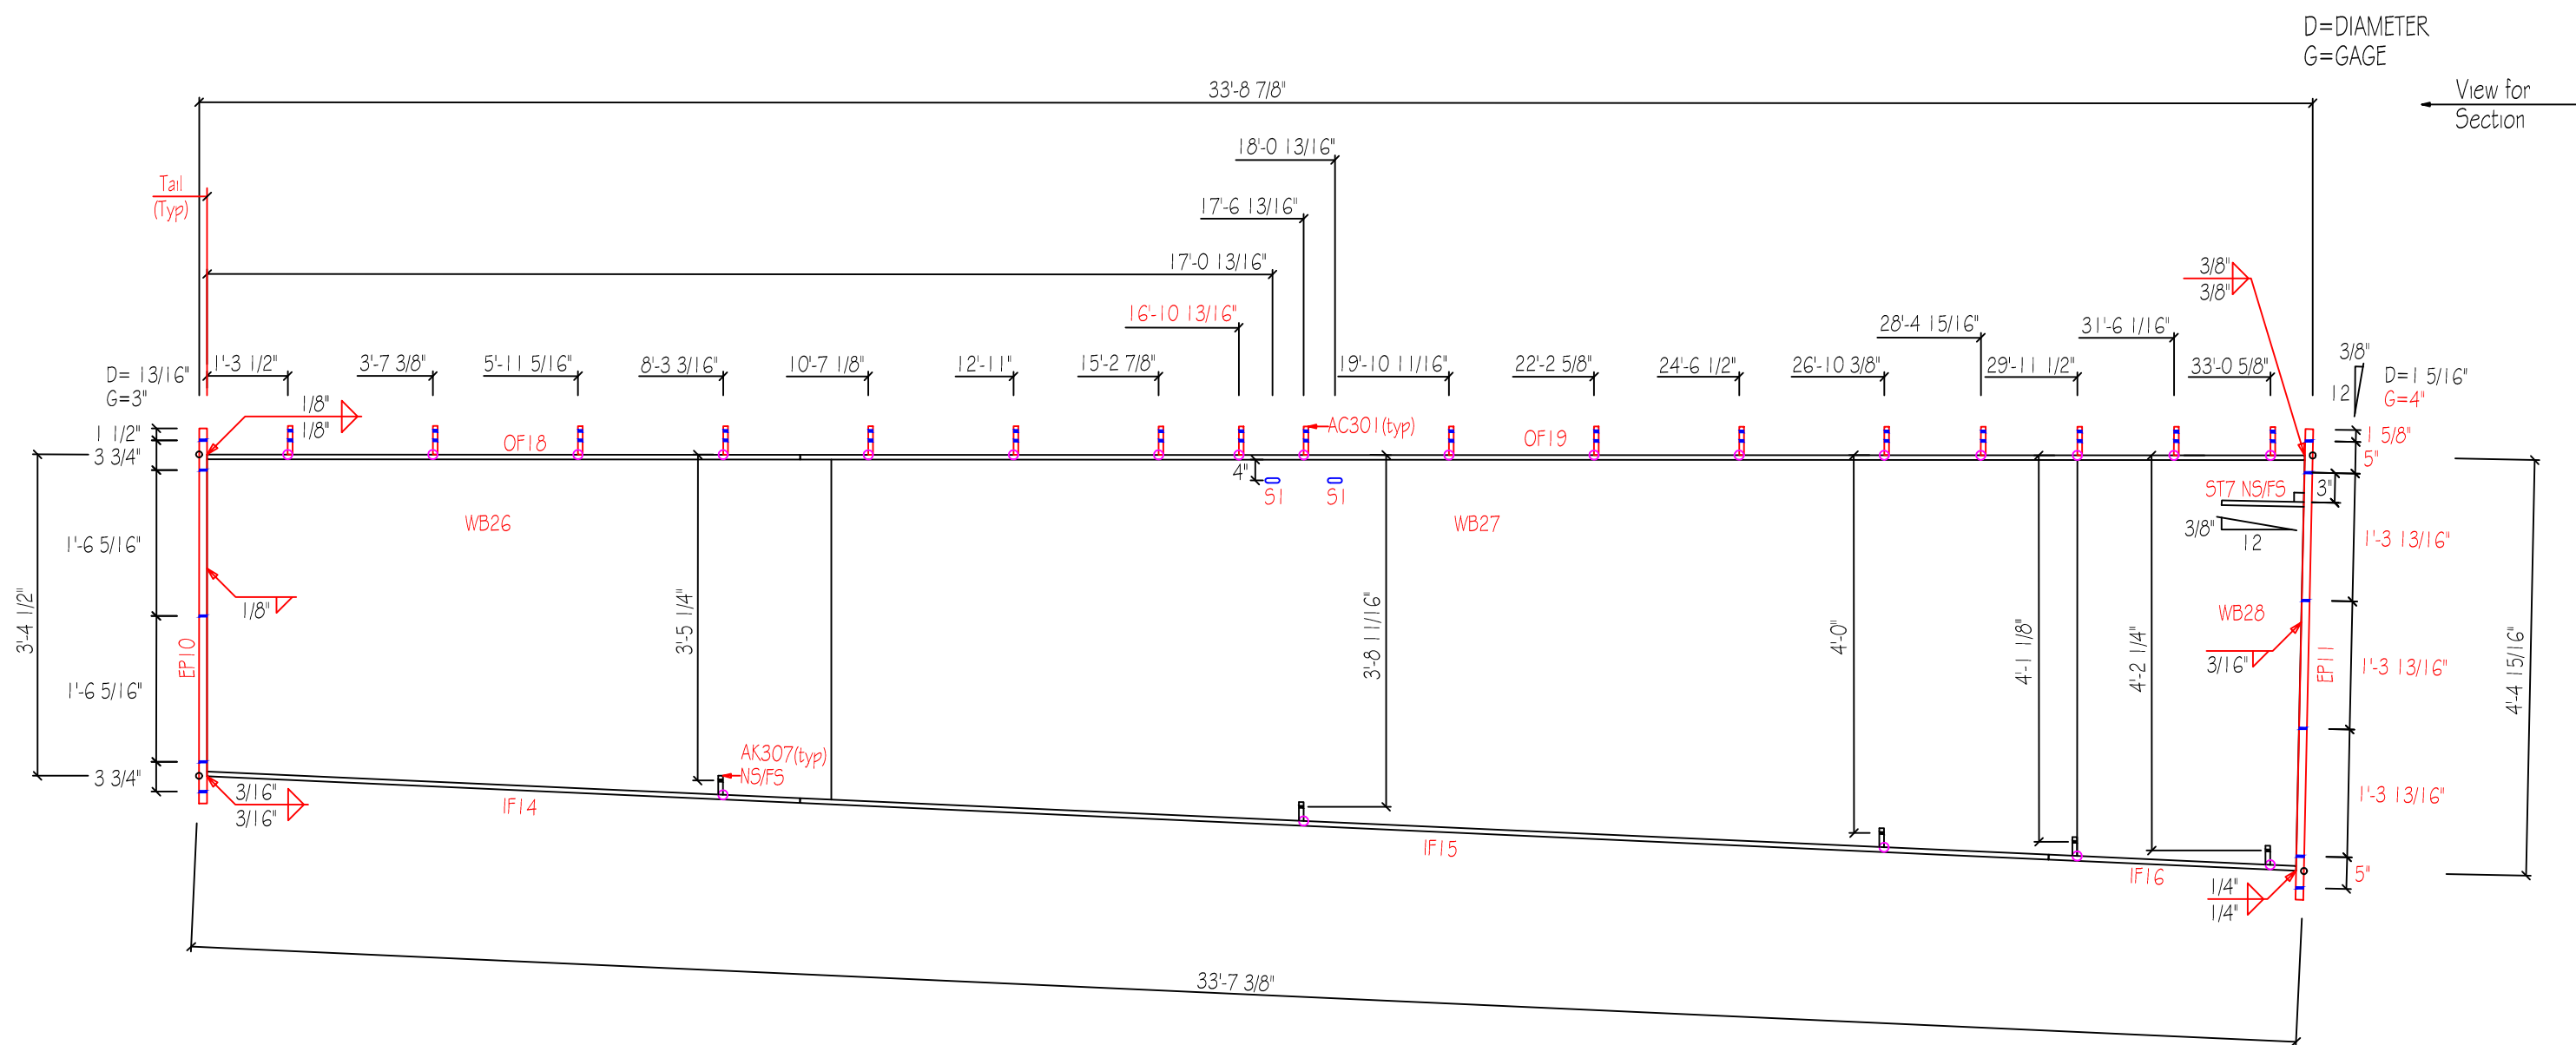 D=DIAMETER
G=GAGE
33'-8 7/8"
View for
Section
18'-0 13/16"
Tail
(Typ)
17'-6 13/16"
17'-0 13/16"
3/8"
3/8"
16'-10 13/16"
28'-4 15/16"
31'-6 1/16"
1'-3 1/2"
3'-7 3/8"
5'-11 5/16"
8'-3 3/16"
10'-7 1/8"
12'-11"
15'-2 7/8"
19'-10 11/16"
22'-2 5/8"
24'-6 1/2"
26'-10 3/8"
29'-11 1/2"
33'-0 5/8"
3/8"
12
D= 13/16"
G=3"
D=1 5/16"
G=4"
1/8"
1/8"
1 1/2"
3 3/4"
OF18
AC301(typ)
OF19
1 5/8"
5"
4"
S1
S1
ST7 NS/FS
3"
WB26
WB27
3/8"
12
1'-6 5/16"
1'-3 13/16"
3'-4 1/2"
1/8"
3'-5 1/4"
3'-8 11/16"
4'-0"
4'-1 1/8"
4'-2 1/4"
WB28
3/16"
EP10
EP11
1'-3 13/16"
4'-4 15/16"
1'-6 5/16"
3 3/4"
AK307(typ)
NS/FS
3/16"
3/16"
IF14
IF15
IF16
1'-3 13/16"
5"
1/4"
1/4"
33'-7 3/8"